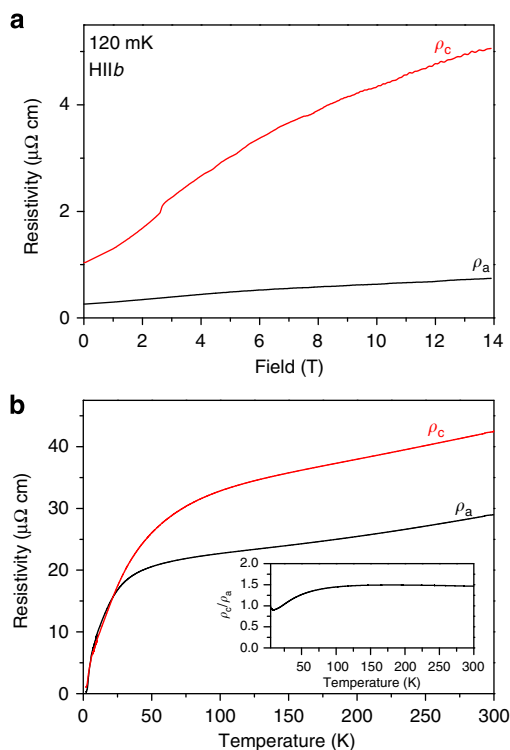 a
120 mK
HIIb
ρc
ρa
Resistivity (μΩ cm)
4
2
0
0 2 4 6 8 10 12 14
Field (T)
b
ρc
ρa
Resistivity (μΩ cm)
40
30
20
10
0
0 50 100 150 200 250 300
Temperature (K)
ρc/ρa
2.0
1.5
1.0
0.5
0.0
50 100 150 200 250 300
Temperature (K)